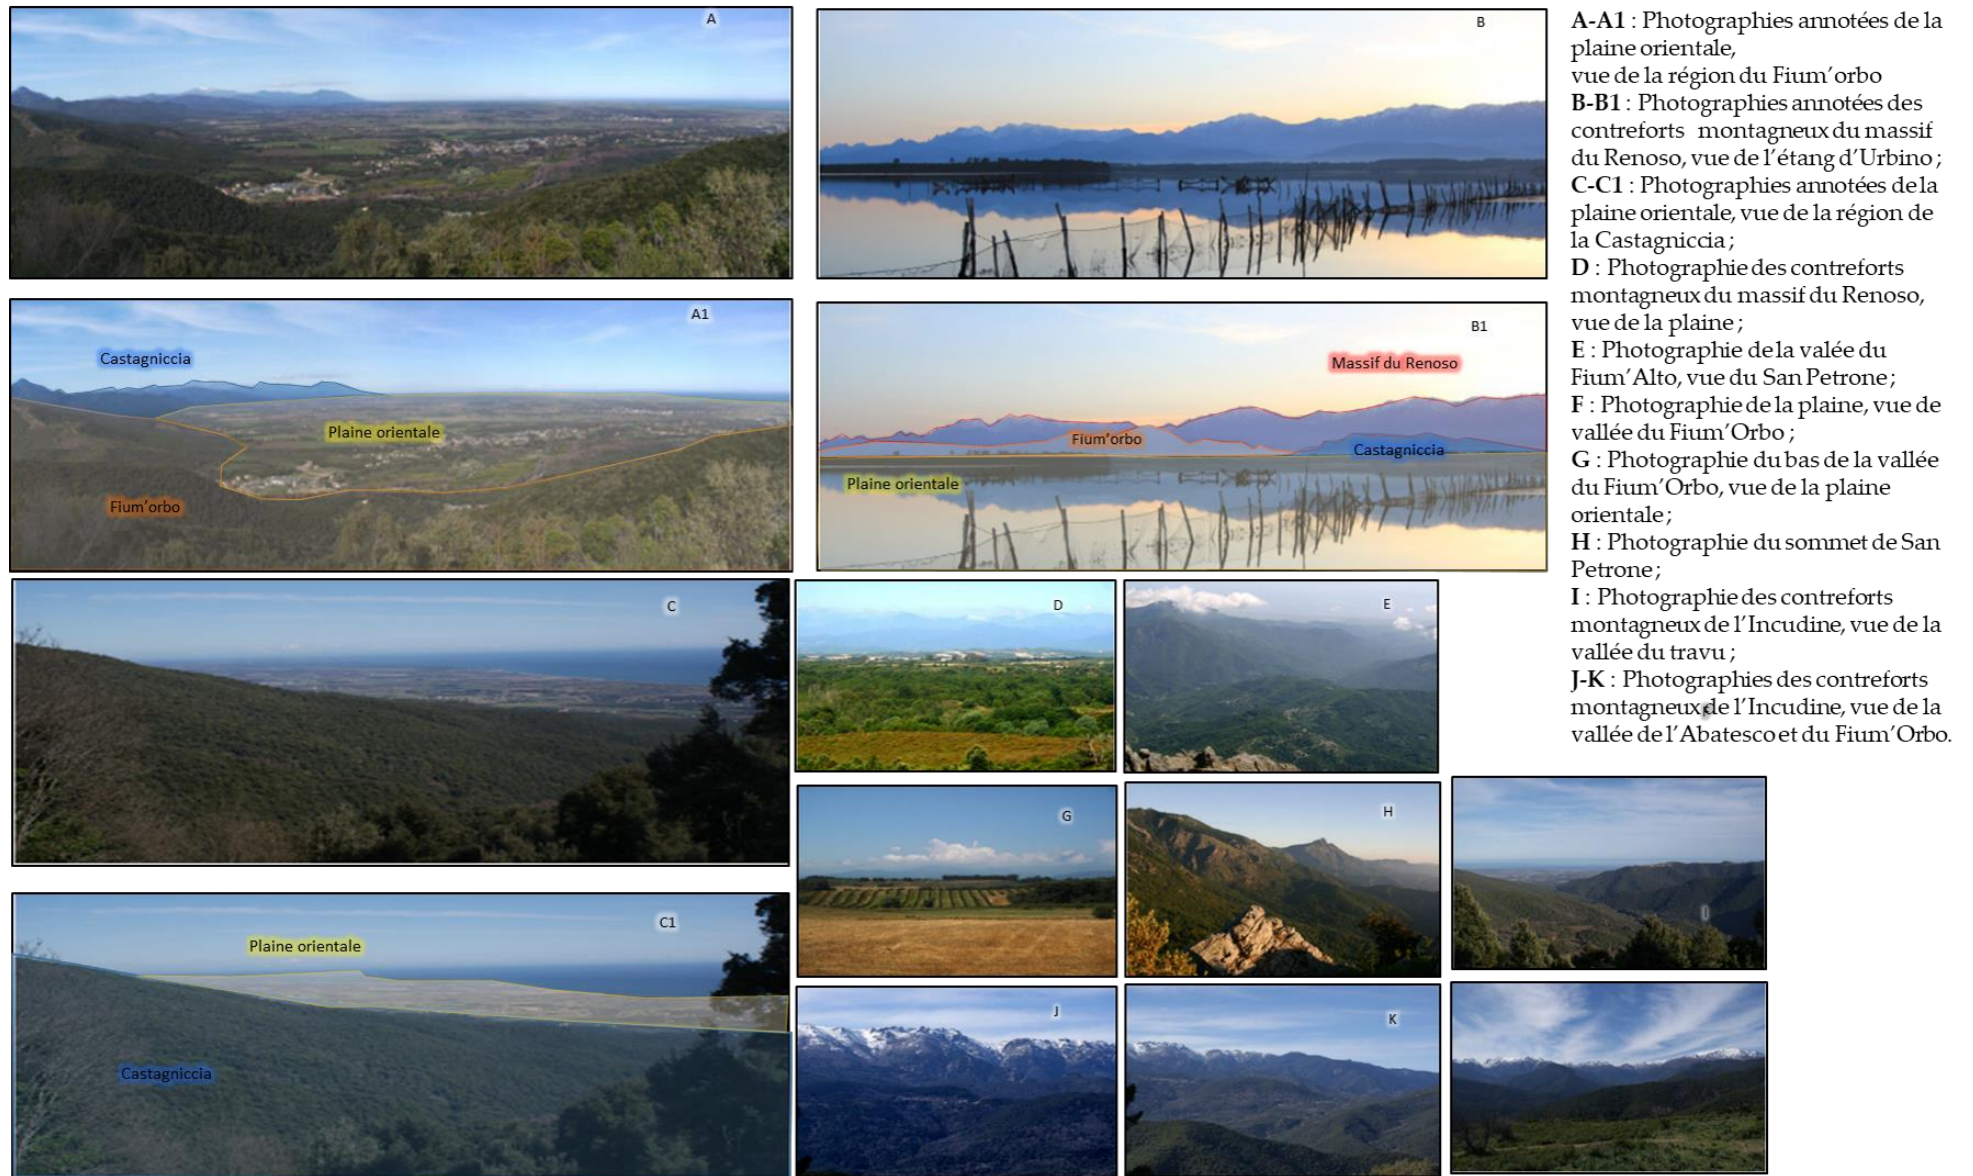 A
B
A1
Castagniccia
Plaine orientale
Fium'orbo
B1
Massif du Renoso
Fium'orbo
Castagniccia
Plaine orientale
C
D
E
G
H
I
C1
Plaine orientale
Castagniccia
J
K
A-A1 : Photographies annotées de la
plaine orientale,
vue de la région du Fium'orbo
B-B1 : Photographies annotées des
contreforts montagneux du massif
du Renoso, vue de l'étang d'Urbino ;
C-C1 : Photographies annotées de la
plaine orientale, vue de la région de
la Castagniccia ;
D : Photographie des contreforts
montagneux du massif du Renoso,
vue de la plaine ;
E : Photographie de la valée du
Fium'Alto, vue du San Petrone ;
F : Photographie de la plaine, vue de
vallée du Fium'Orbo ;
G : Photographie du bas de la vallée
du Fium'Orbo, vue de la plaine
orientale ;
H : Photographie du sommet de San
Petrone ;
I : Photographie des contreforts
montagneux de l'Incudine, vue de la
vallée du travu ;
J-K : Photographies des contreforts
montagneux de l'Incudine, vue de la
vallée de l'Abatesco et du Fium'Orbo.